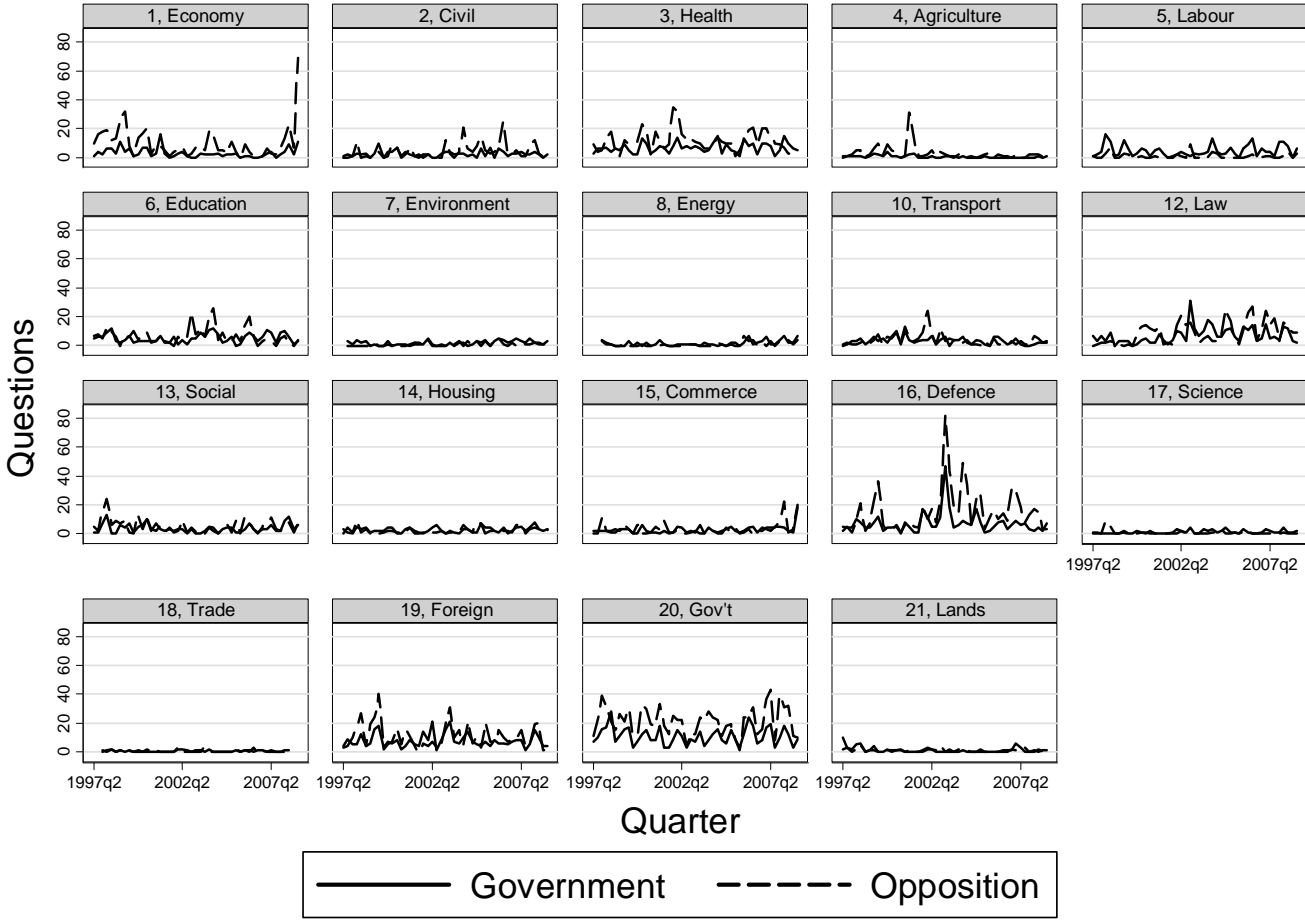 1, Economy
2, Civil
3, Health
4, Agriculture
5, Labour
80
60
40
20
0
6, Education
7, Environment
8, Energy
10, Transport
12, Law
80
60
40
20
0
13, Social
14, Housing
15, Commerce
16, Defence
17, Science
80
60
40
20
0
1997q2 2002q2 2007q2
18, Trade
19, Foreign
20, Gov't
21, Lands
80
60
40
20
0
1997q2 2002q2 2007q2
1997q2 2002q2 2007q2
1997q2 2002q2 2007q2
1997q2 2002q2 2007q2
Questions
Quarter
Government
Opposition